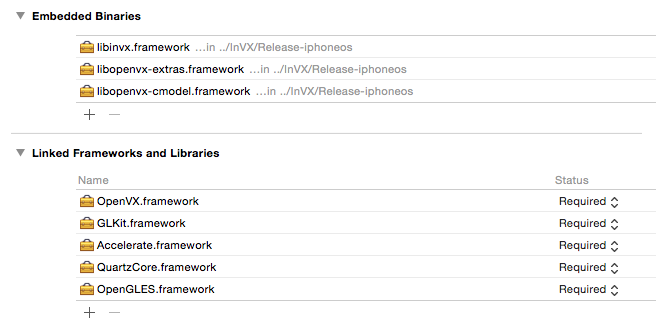 Embedded Binaries
libinvx.framework ...in ../InVX/Release-iphoneos
libopenvx-extras.framework ...in ../InVX/Release-iphoneos
libopenvx-cmodel.framework ...in ../InVX/Release-iphoneos
+ −
Linked Frameworks and Libraries
Name Status
OpenVX.framework Required
GLKit.framework Required
Accelerate.framework Required
QuartzCore.framework Required
OpenGLES.framework Required
+ −